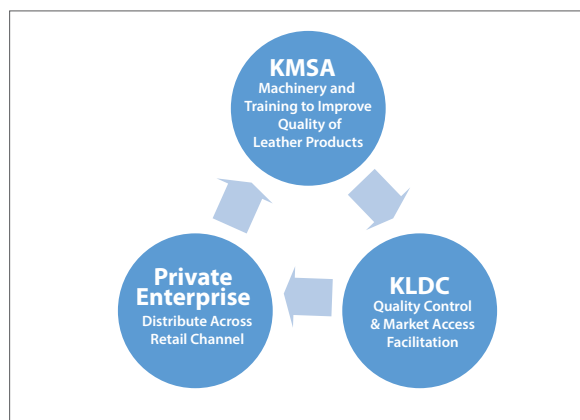 KMSA
Machinery and
Training to Improve
Quality of
Leather Products
KLDC
Quality Control
& Market Access
Facilitation
Private
Enterprise
Distribute Across
Retail Channel